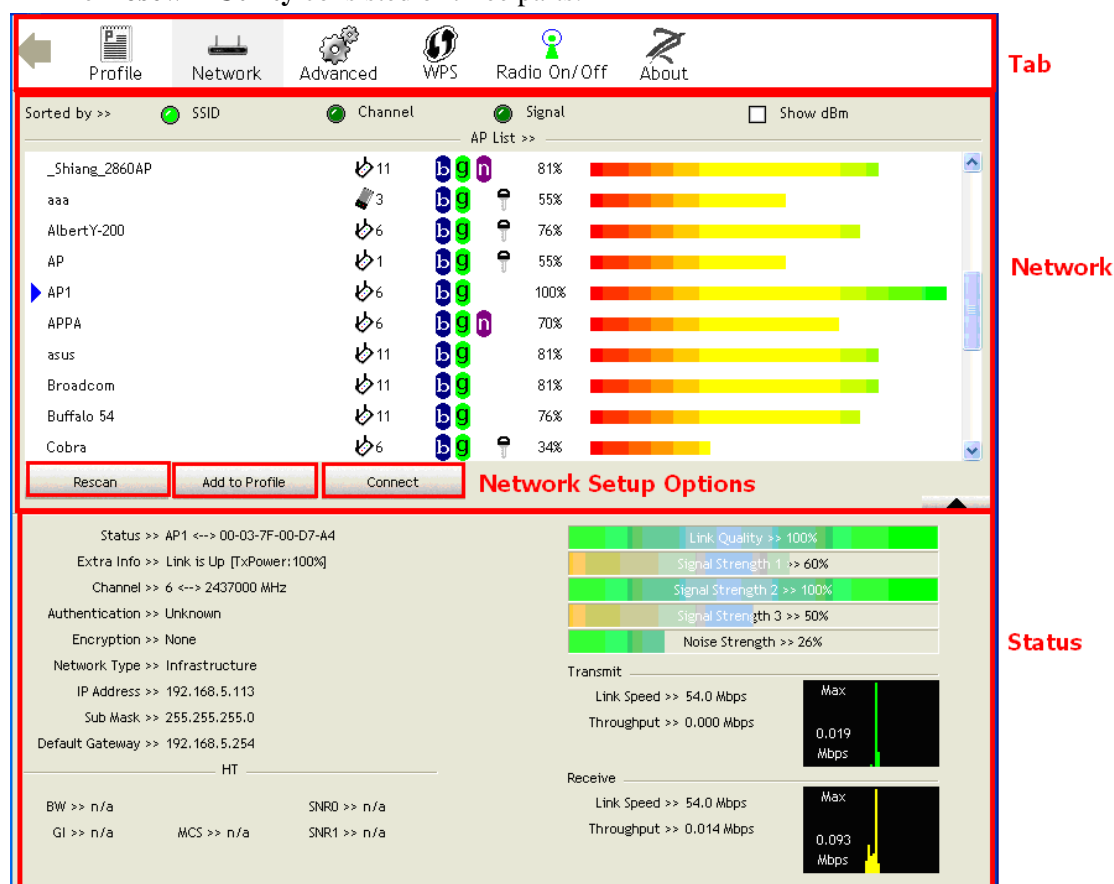 Profile Network Advanced WPS Radio On/Off About
Tab
Sorted by >> SSID Channel Signal Show dBm
AP List >>
_Shiang_2860AP 11 b g n 81%
aaa 3 b g 55%
AlbertY-200 6 b g 76%
AP 1 b g 55%
Network
AP1 6 b g 100%
APPA 6 b g n 70%
asus 11 b g 81%
Broadcom 11 b g 81%
Buffalo 54 11 b g 76%
Cobra 6 b g 34%
Rescan Add to Profile Connect Network Setup Options
Status >> AP1 <--> 00-03-7F-00-D7-A4
Extra Info >> Link is Up [TxPower:100%]
Channel >> 6 <--> 2437000 MHz
Authentication >> Unknown
Encryption >> None
Network Type >> Infrastructure
IP Address >> 192.168.5.113
Sub Mask >> 255.255.255.0
Default Gateway >> 192.168.5.254
HT
BW >> n/a SNR0 >> n/a
GI >> n/a MCS >> n/a SNR1 >> n/a
Link Quality >> 100%
Signal Strength 1 >> 60%
Signal Strength 2 >> 100%
Signal Strength 3 >> 50%
Noise Strength >> 26%
Status
Transmit
Link Speed >> 54.0 Mbps
Throughput >> 0.000 Mbps
Max
0.019
Mbps
Receive
Link Speed >> 54.0 Mbps
Throughput >> 0.014 Mbps
Max
0.093
Mbps